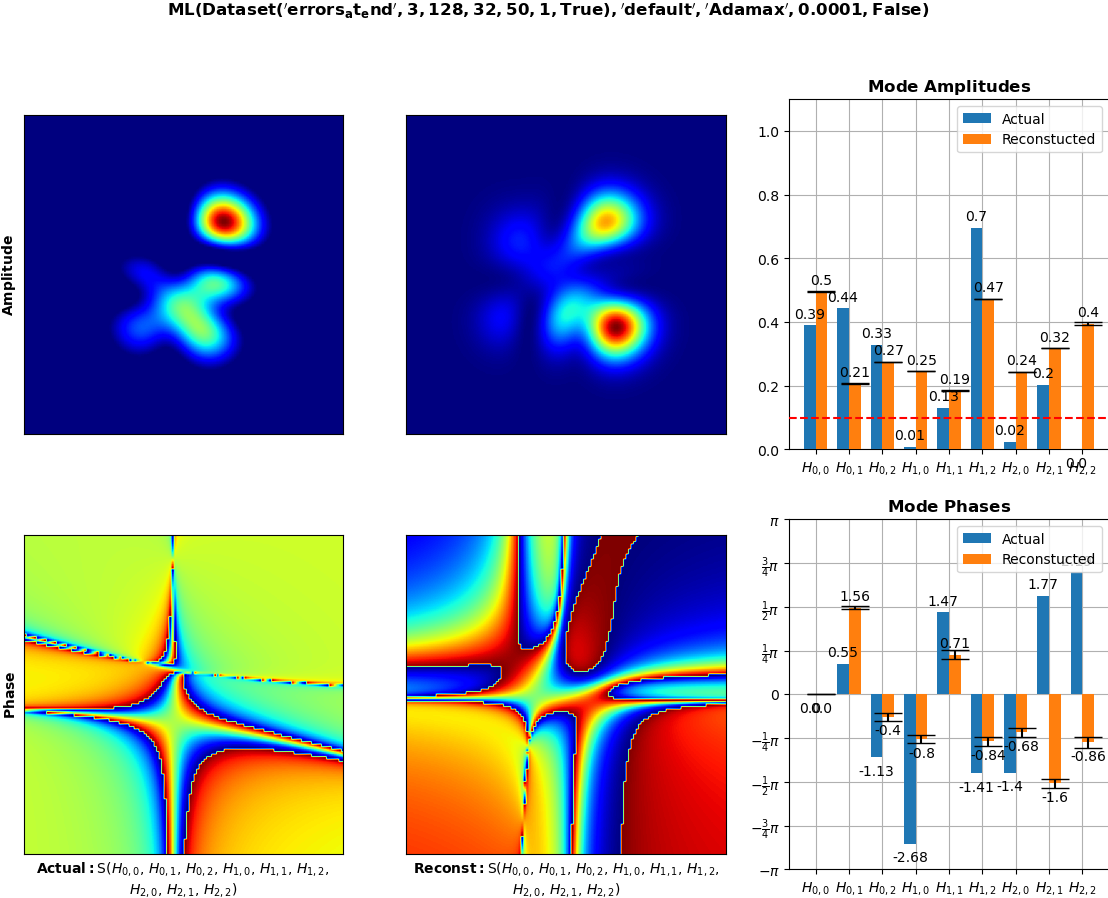 ML(Dataset('errors_at_end', 3, 128, 32, 50, 1, True), 'default', 'Adamax', 0.0001, False)
Amplitude
Mode Amplitudes
Actual
Reconstucted
1.0
0.8
0.6
0.4
0.2
0.0
0.39
0.5
0.44
0.21
0.33
0.27
0.01
0.25
0.13
0.19
0.7
0.47
0.02
0.24
0.2
0.32
0.0
0.4
H0,0 H0,1 H0,2 H1,0 H1,1 H1,2 H2,0 H2,1 H2,2
Phase
Actual: S(H0,0, H0,1, H0,2, H1,0, H1,1, H1,2,
H2,0, H2,1, H2,2)
Reconst: S(H0,0, H0,1, H0,2, H1,0, H1,1, H1,2,
H2,0, H2,1, H2,2)
Mode Phases
Actual
Reconstucted
π
3/4π
1/2π
1/4π
0
−1/4π
−1/2π
−3/4π
−π
0.0
0.0
0.55
1.56
-1.13
-0.4
-2.68
-0.8
1.47
0.71
-1.41
-0.84
-1.4
-0.68
1.77
-1.6
-0.86
H0,0 H0,1 H0,2 H1,0 H1,1 H1,2 H2,0 H2,1 H2,2